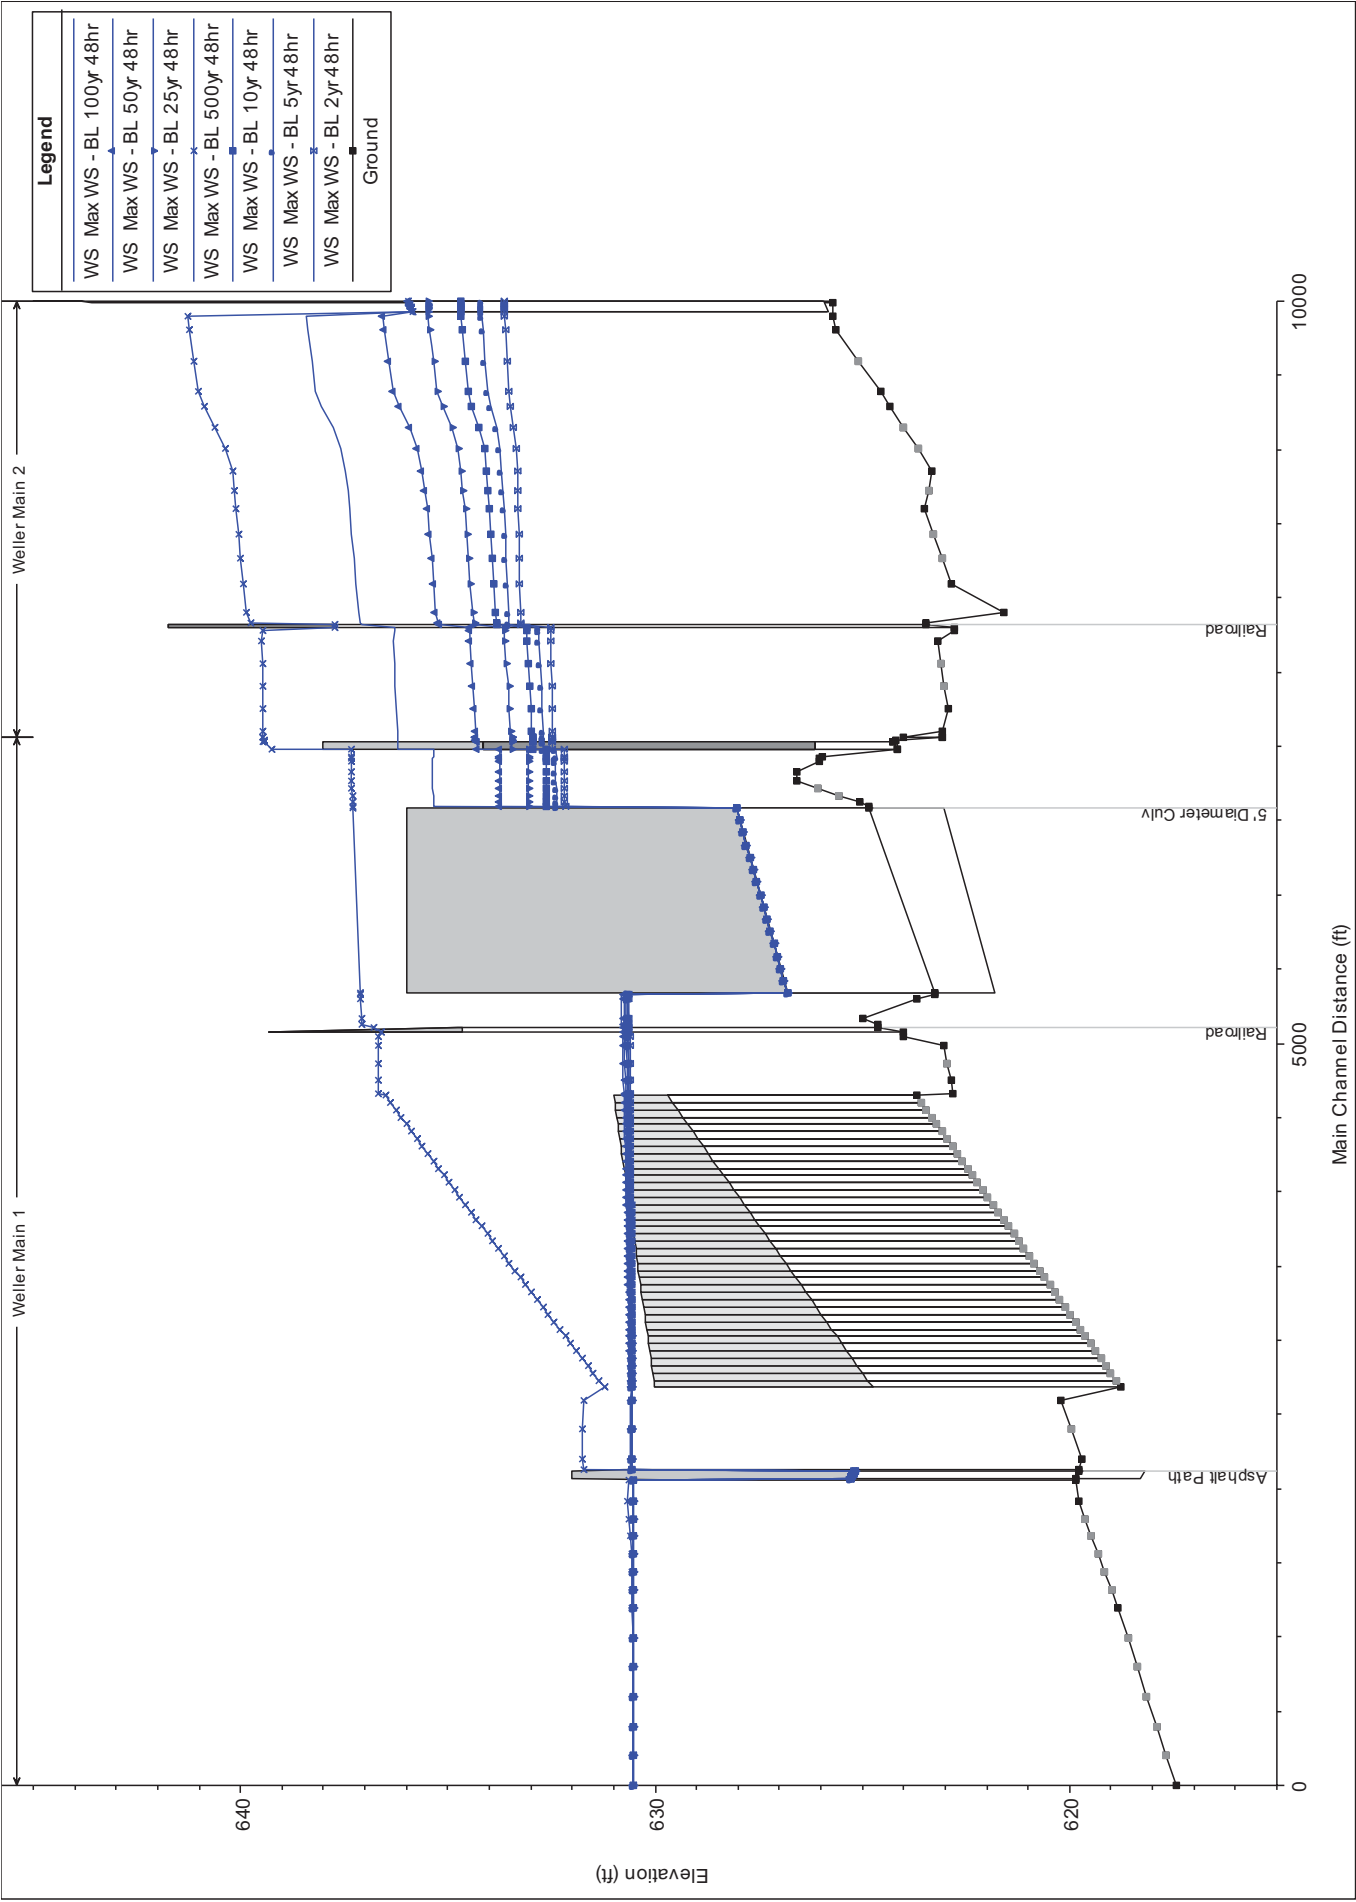 Weller Main 1
Weller Main 2
Legend
WS Max WS - BL 100yr 48hr
WS Max WS - BL 50yr 48hr
WS Max WS - BL 25yr 48hr
WS Max WS - BL 500yr 48hr
WS Max WS - BL 10yr 48hr
WS Max WS - BL 5yr 48hr
WS Max WS - BL 2yr 48hr
Ground
640
630
620
Elevation (ft)
Asphalt Path
Railroad
5' Diameter Culv
Railroad
0
5000
10000
Main Channel Distance (ft)